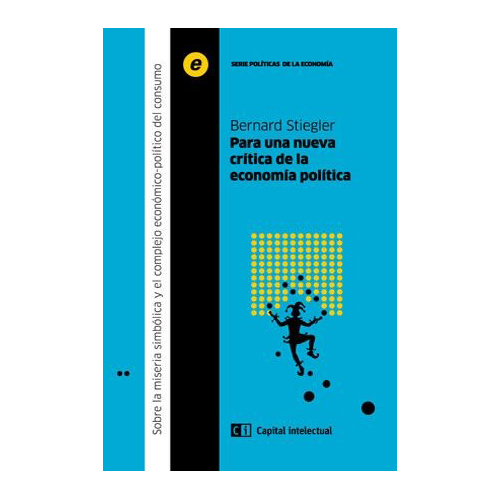 e
SERIE POLÍTICAS DE LA ECONOMÍA
Bernard Stiegler
Para una nueva
crítica de la
economía política
Sobre la miseria simbólica y el complejo económico-político del consumo
Ci Capital intelectual